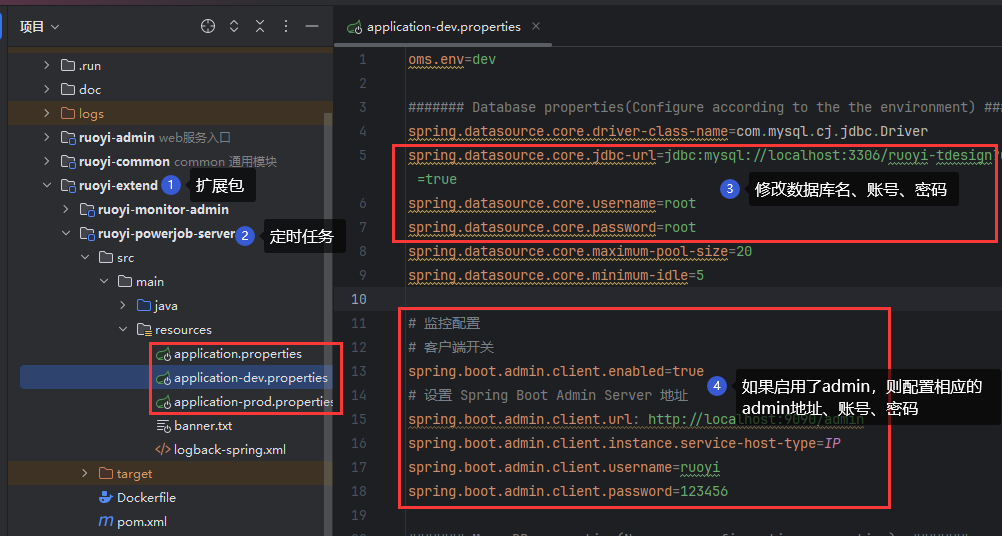 项目
application-dev.properties
.run
doc
logs
ruoyi-admin web服务入口
ruoyi-common common 通用模块
ruoyi-extend 1 扩展包
ruoyi-monitor-admin
ruoyi-powerjob-server 2 定时任务
src
main
java
resources
application.properties
application-dev.properties
application-prod.properties
banner.txt
logback-spring.xml
target
Dockerfile
pom.xml
1 oms.env=dev
2
3 ####### Database properties(Configure according to the the environment) ##
4 spring.datasource.core.driver-class-name=com.mysql.cj.jdbc.Driver
5 spring.datasource.core.jdbc-url=jdbc:mysql://localhost:3306/ruoyi-tdesign?
=true
3 修改数据库名、账号、密码
6 spring.datasource.core.username=root
7 spring.datasource.core.password=root
8 spring.datasource.core.maximum-pool-size=20
9 spring.datasource.core.minimum-idle=5
10
11 # 监控配置
12 # 客户端开关
13 spring.boot.admin.client.enabled=true
4 如果启用了admin，则配置相应的
admin地址、账号、密码
14 # 设置 Spring Boot Admin Server 地址
15 spring.boot.admin.client.url: http://localhost:9090/admin
16 spring.boot.admin.client.instance.service-host-type=IP
17 spring.boot.admin.client.username=ruoyi
18 spring.boot.admin.client.password=123456
19